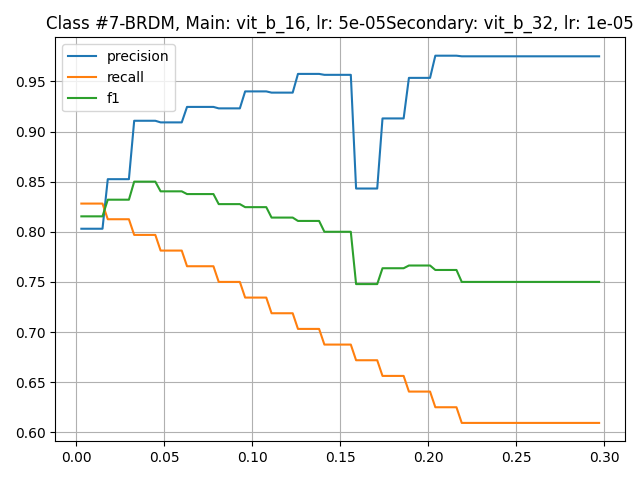 Class #7-BRDM, Main: vit_b_16, lr: 5e-05Secondary: vit_b_32, lr: 1e-05
precision
recall
f1
0.95
0.90
0.85
0.80
0.75
0.70
0.65
0.60
0.00 0.05 0.10 0.15 0.20 0.25 0.30